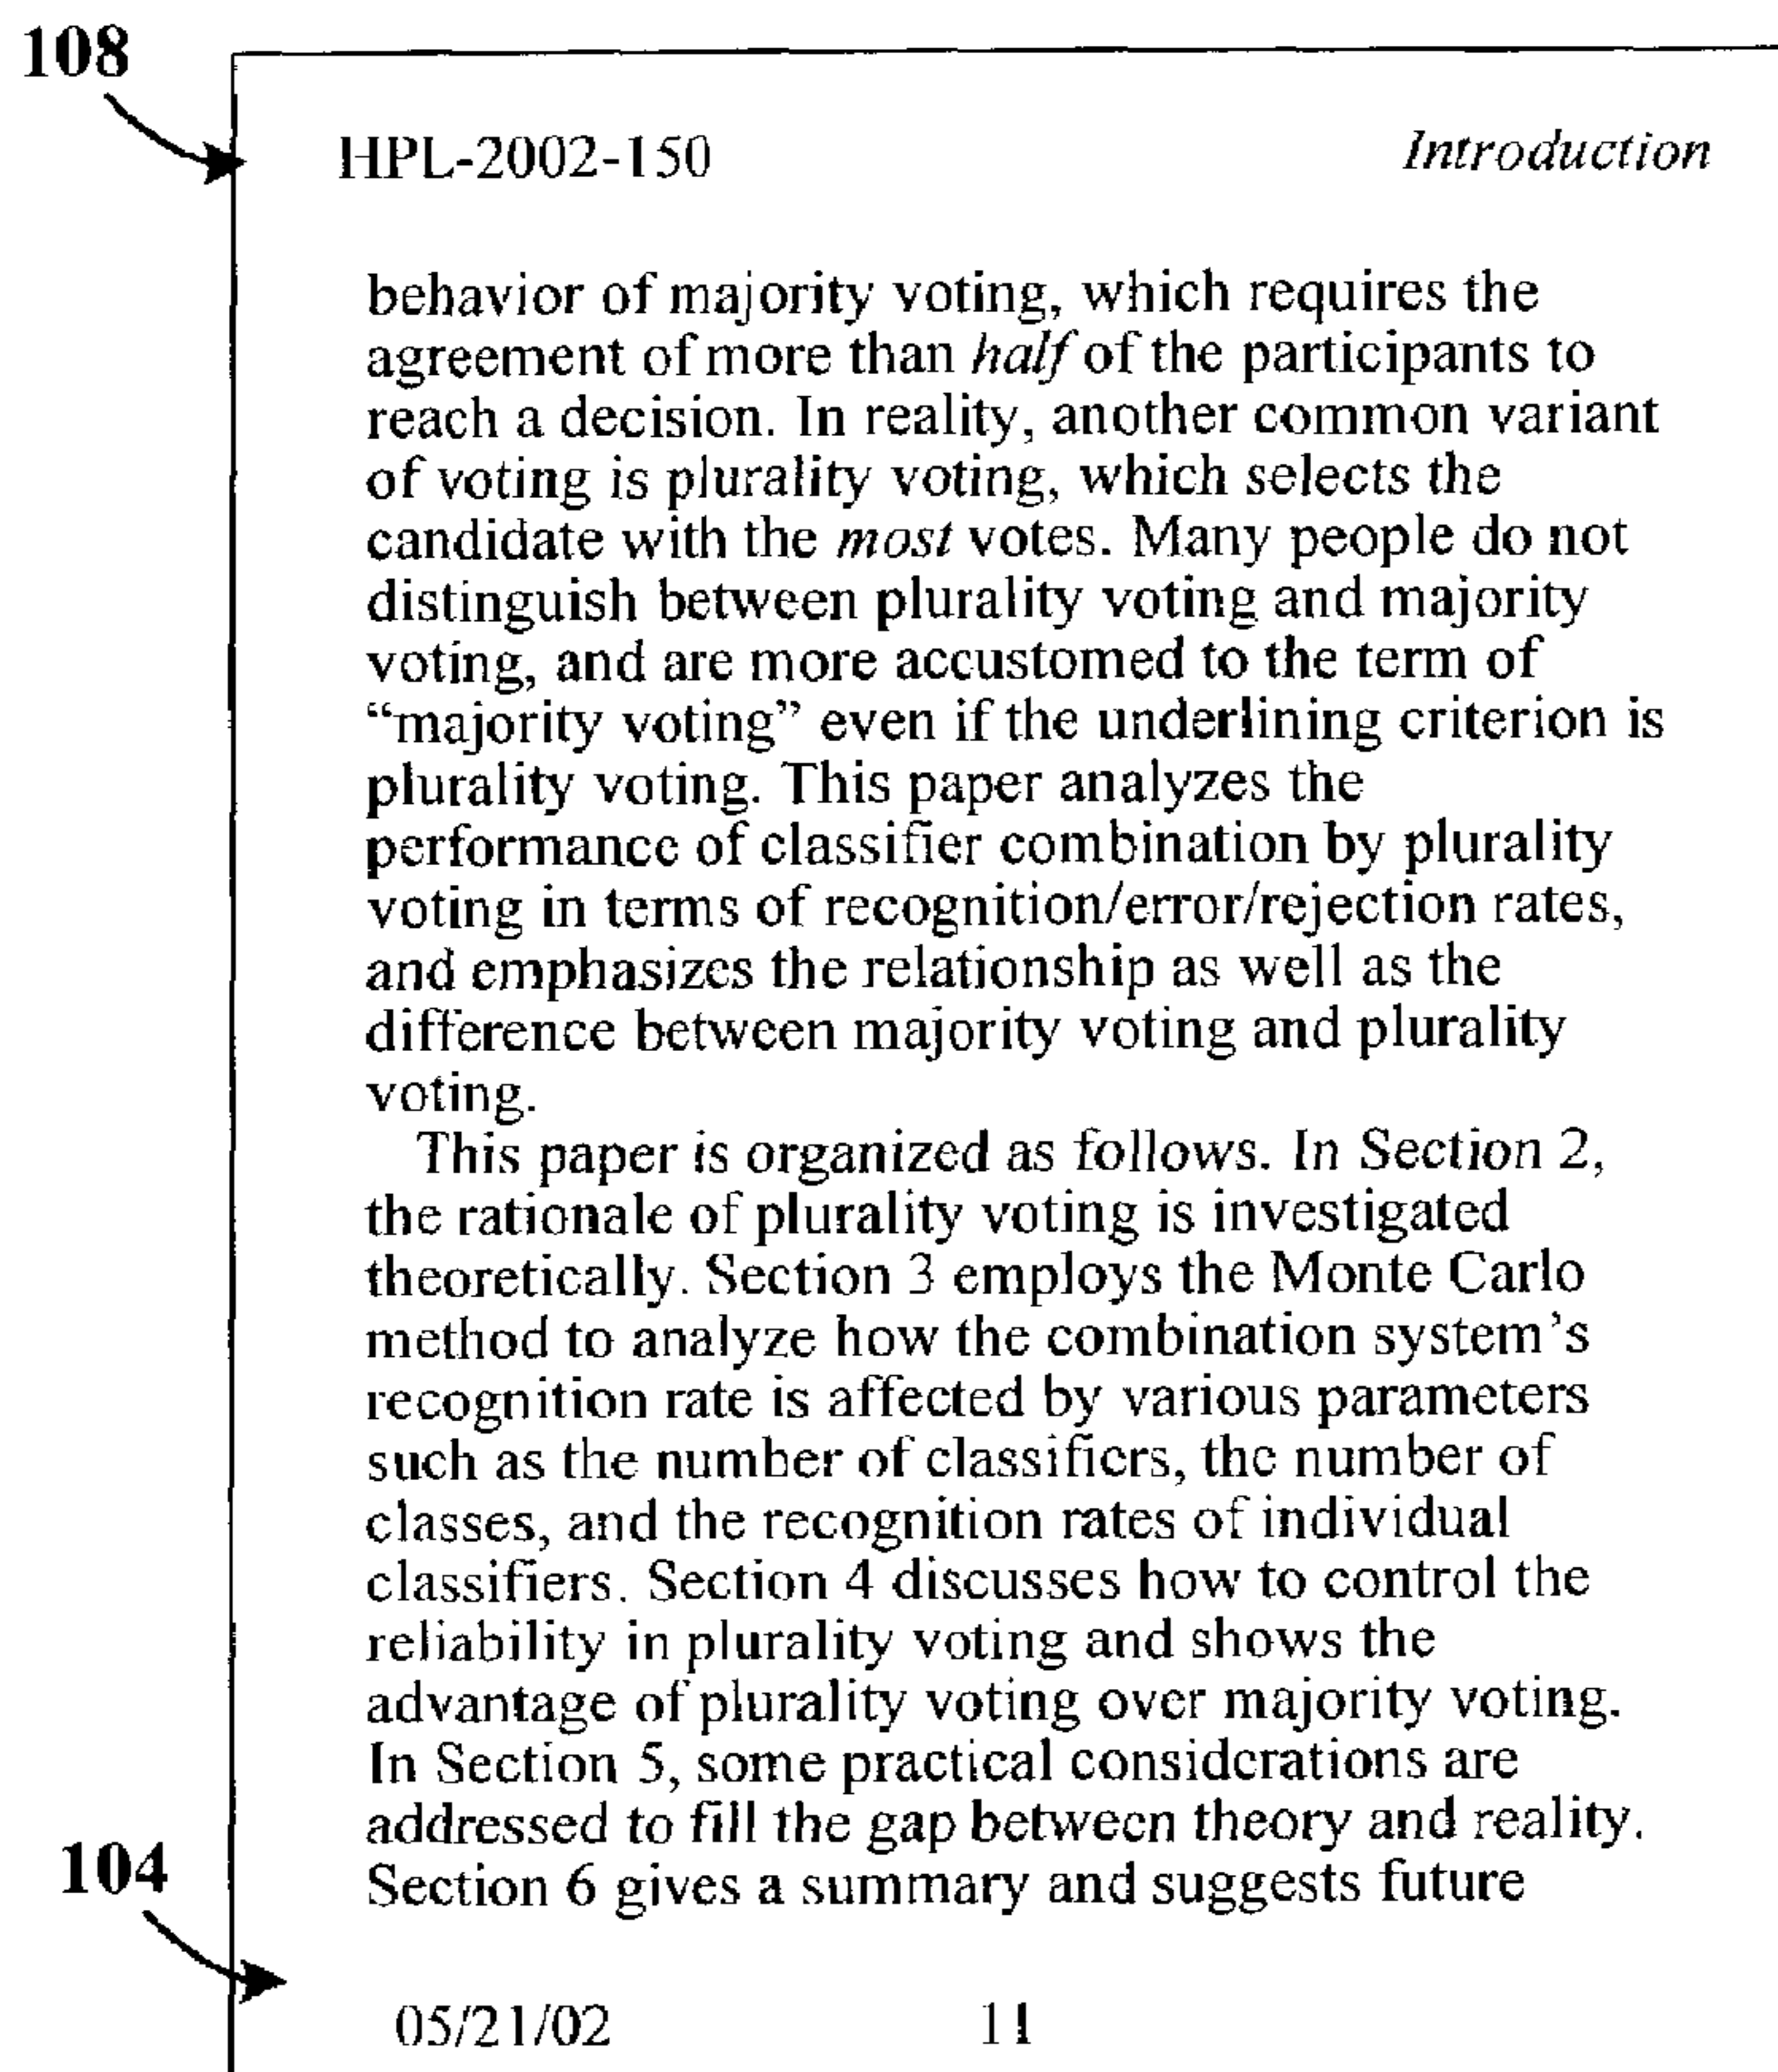 108
HPL-2002-150 Introduction
behavior of majority voting, which requires the
agreement of more than half of the participants to
reach a decision. In reality, another common variant
of voting is plurality voting, which selects the
candidate with the most votes. Many people do not
distinguish between plurality voting and majority
voting, and are more accustomed to the term of
“majority voting” even if the underlining criterion is
plurality voting. This paper analyzes the
performance of classifier combination by plurality
voting in terms of recognition/error/rejection rates,
and emphasizes the relationship as well as the
difference between majority voting and plurality
voting.
This paper is organized as follows. In Section 2,
the rationale of plurality voting is investigated
theoretically. Section 3 employs the Monte Carlo
method to analyze how the combination system’s
recognition rate is affected by various parameters
such as the number of classifiers, the number of
classes, and the recognition rates of individual
classifiers. Section 4 discusses how to control the
reliability in plurality voting and shows the
advantage of plurality voting over majority voting.
In Section 5, some practical considerations are
addressed to fill the gap between theory and reality.
104
Section 6 gives a summary and suggests future
05/21/02 11